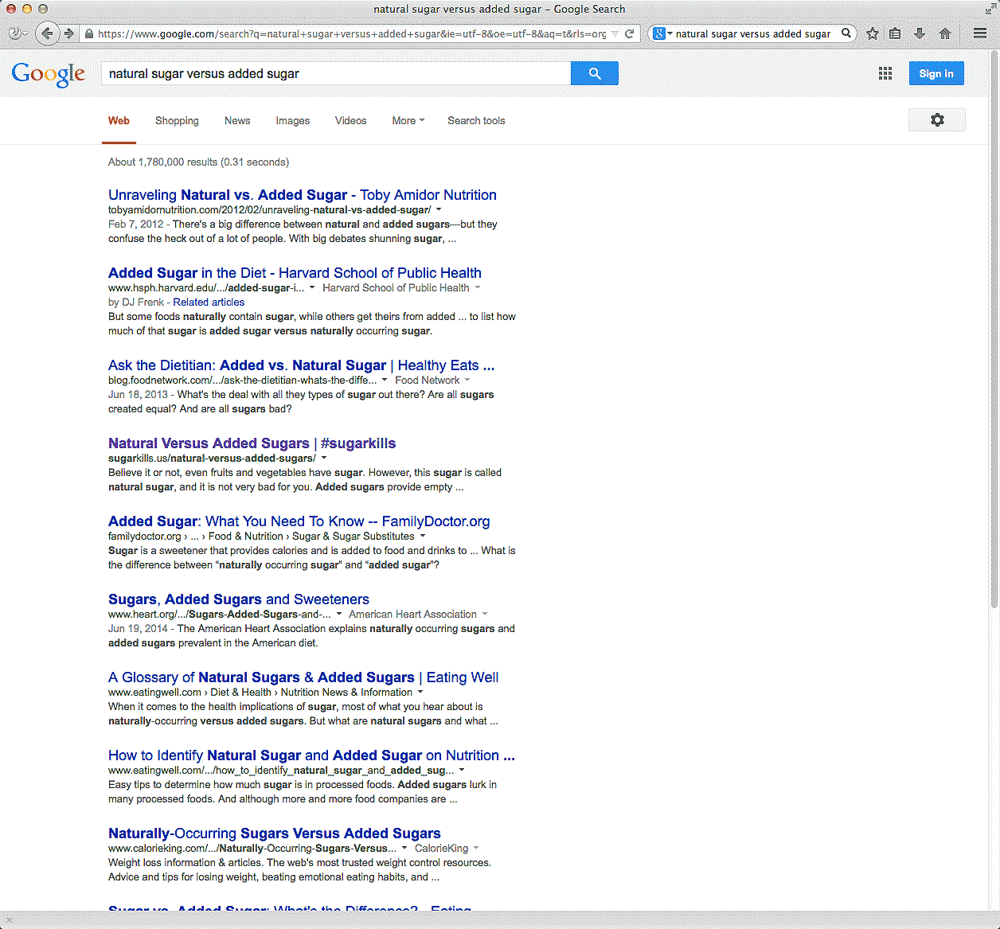 natural sugar versus added sugar - Google Search
https://www.google.com/search?q=natural+sugar+versus+added+sugar&ie=utf-8&oe=utf-8&aq=t&rls=org
natural sugar versus added sugar
Google
natural sugar versus added sugar
Sign in
Web Shopping News Images Videos More Search tools
About 1,780,000 results (0.31 seconds)
Unraveling Natural vs. Added Sugar - Toby Amidor Nutrition
tobyamidornutrition.com/2012/02/unraveling-natural-vs-added-sugar/
Feb 7, 2012 - There's a big difference between natural and added sugars—but they
confuse the heck out of a lot of people. With big debates shunning sugar, ...
Added Sugar in the Diet - Harvard School of Public Health
www.hsph.harvard.edu/.../added-sugar-i... Harvard School of Public Health
by DJ Frenk - Related articles
But some foods naturally contain sugar, while others get theirs from added ... to list how
much of that sugar is added sugar versus naturally occurring sugar.
Ask the Dietitian: Added vs. Natural Sugar | Healthy Eats ...
blog.foodnetwork.com/.../ask-the-dietitian-whats-the-diffe... Food Network
Jun 18, 2013 - What's the deal with all they types of sugar out there? Are all sugars
created equal? And are all sugars bad?
Natural Versus Added Sugars | #sugarkills
sugarkills.us/natural-versus-added-sugars/
Believe it or not, even fruits and vegetables have sugar. However, this sugar is called
natural sugar, and it is not very bad for you. Added sugars provide empty ...
Added Sugar: What You Need To Know -- FamilyDoctor.org
familydoctor.org › ... › Food & Nutrition › Sugar & Sugar Substitutes
Sugar is a sweetener that provides calories and is added to food and drinks to ... What is
the difference between “naturally occurring sugar” and “added sugar”?
Sugars, Added Sugars and Sweeteners
www.heart.org/.../Sugars-Added-Sugars-and-... American Heart Association
Jun 19, 2014 - The American Heart Association explains naturally occurring sugars and
added sugars prevalent in the American diet.
A Glossary of Natural Sugars & Added Sugars | Eating Well
www.eatingwell.com › Diet & Health › Nutrition News & Information
When it comes to the health implications of sugar, most of what you hear about is
naturally-occurring versus added sugars. But what are natural sugars and what ...
How to Identify Natural Sugar and Added Sugar on Nutrition ...
www.eatingwell.com/.../how_to_identify_natural_sugar_and_added_sug...
Easy tips to determine how much sugar is in processed foods. Added sugars lurk in
many processed foods. And although more and more food companies are ...
Naturally-Occurring Sugars Versus Added Sugars
www.calorieking.com/.../Naturally-Occurring-Sugars-Versus... CalorieKing
Weight loss information & articles. The web's most trusted weight control resources.
Advice and tips for losing weight, beating emotional eating habits, and ...
Sugar vs. Added Sugar: What's the Difference? - Eating